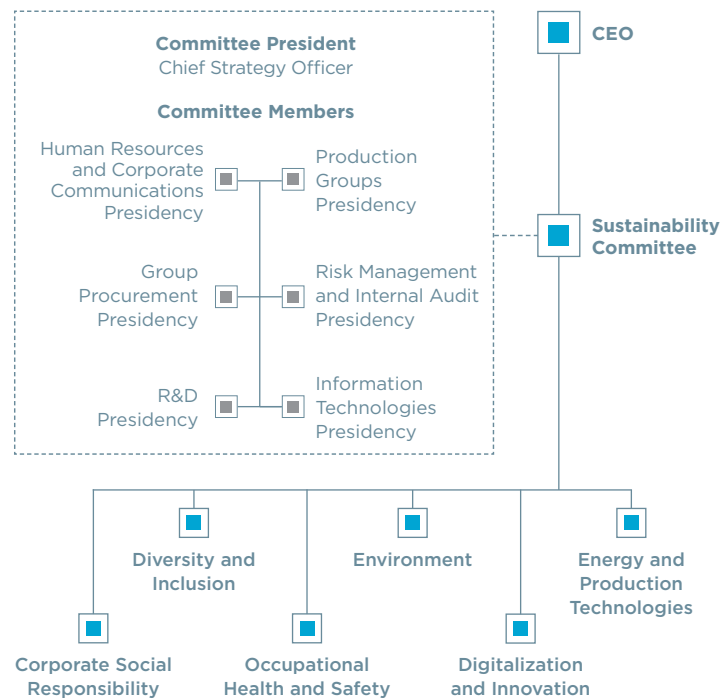 Committee President
Chief Strategy Officer
CEO
Committee Members
Human Resources
and Corporate
Communications
Presidency
Production
Groups
Presidency
Sustainability
Committee
Group
Procurement
Presidency
Risk Management
and Internal Audit
Presidency
R&D
Presidency
Information
Technologies
Presidency
Diversity and
Inclusion
Environment
Energy and
Production
Technologies
Corporate Social
Responsibility
Occupational
Health and Safety
Digitalization
and Innovation